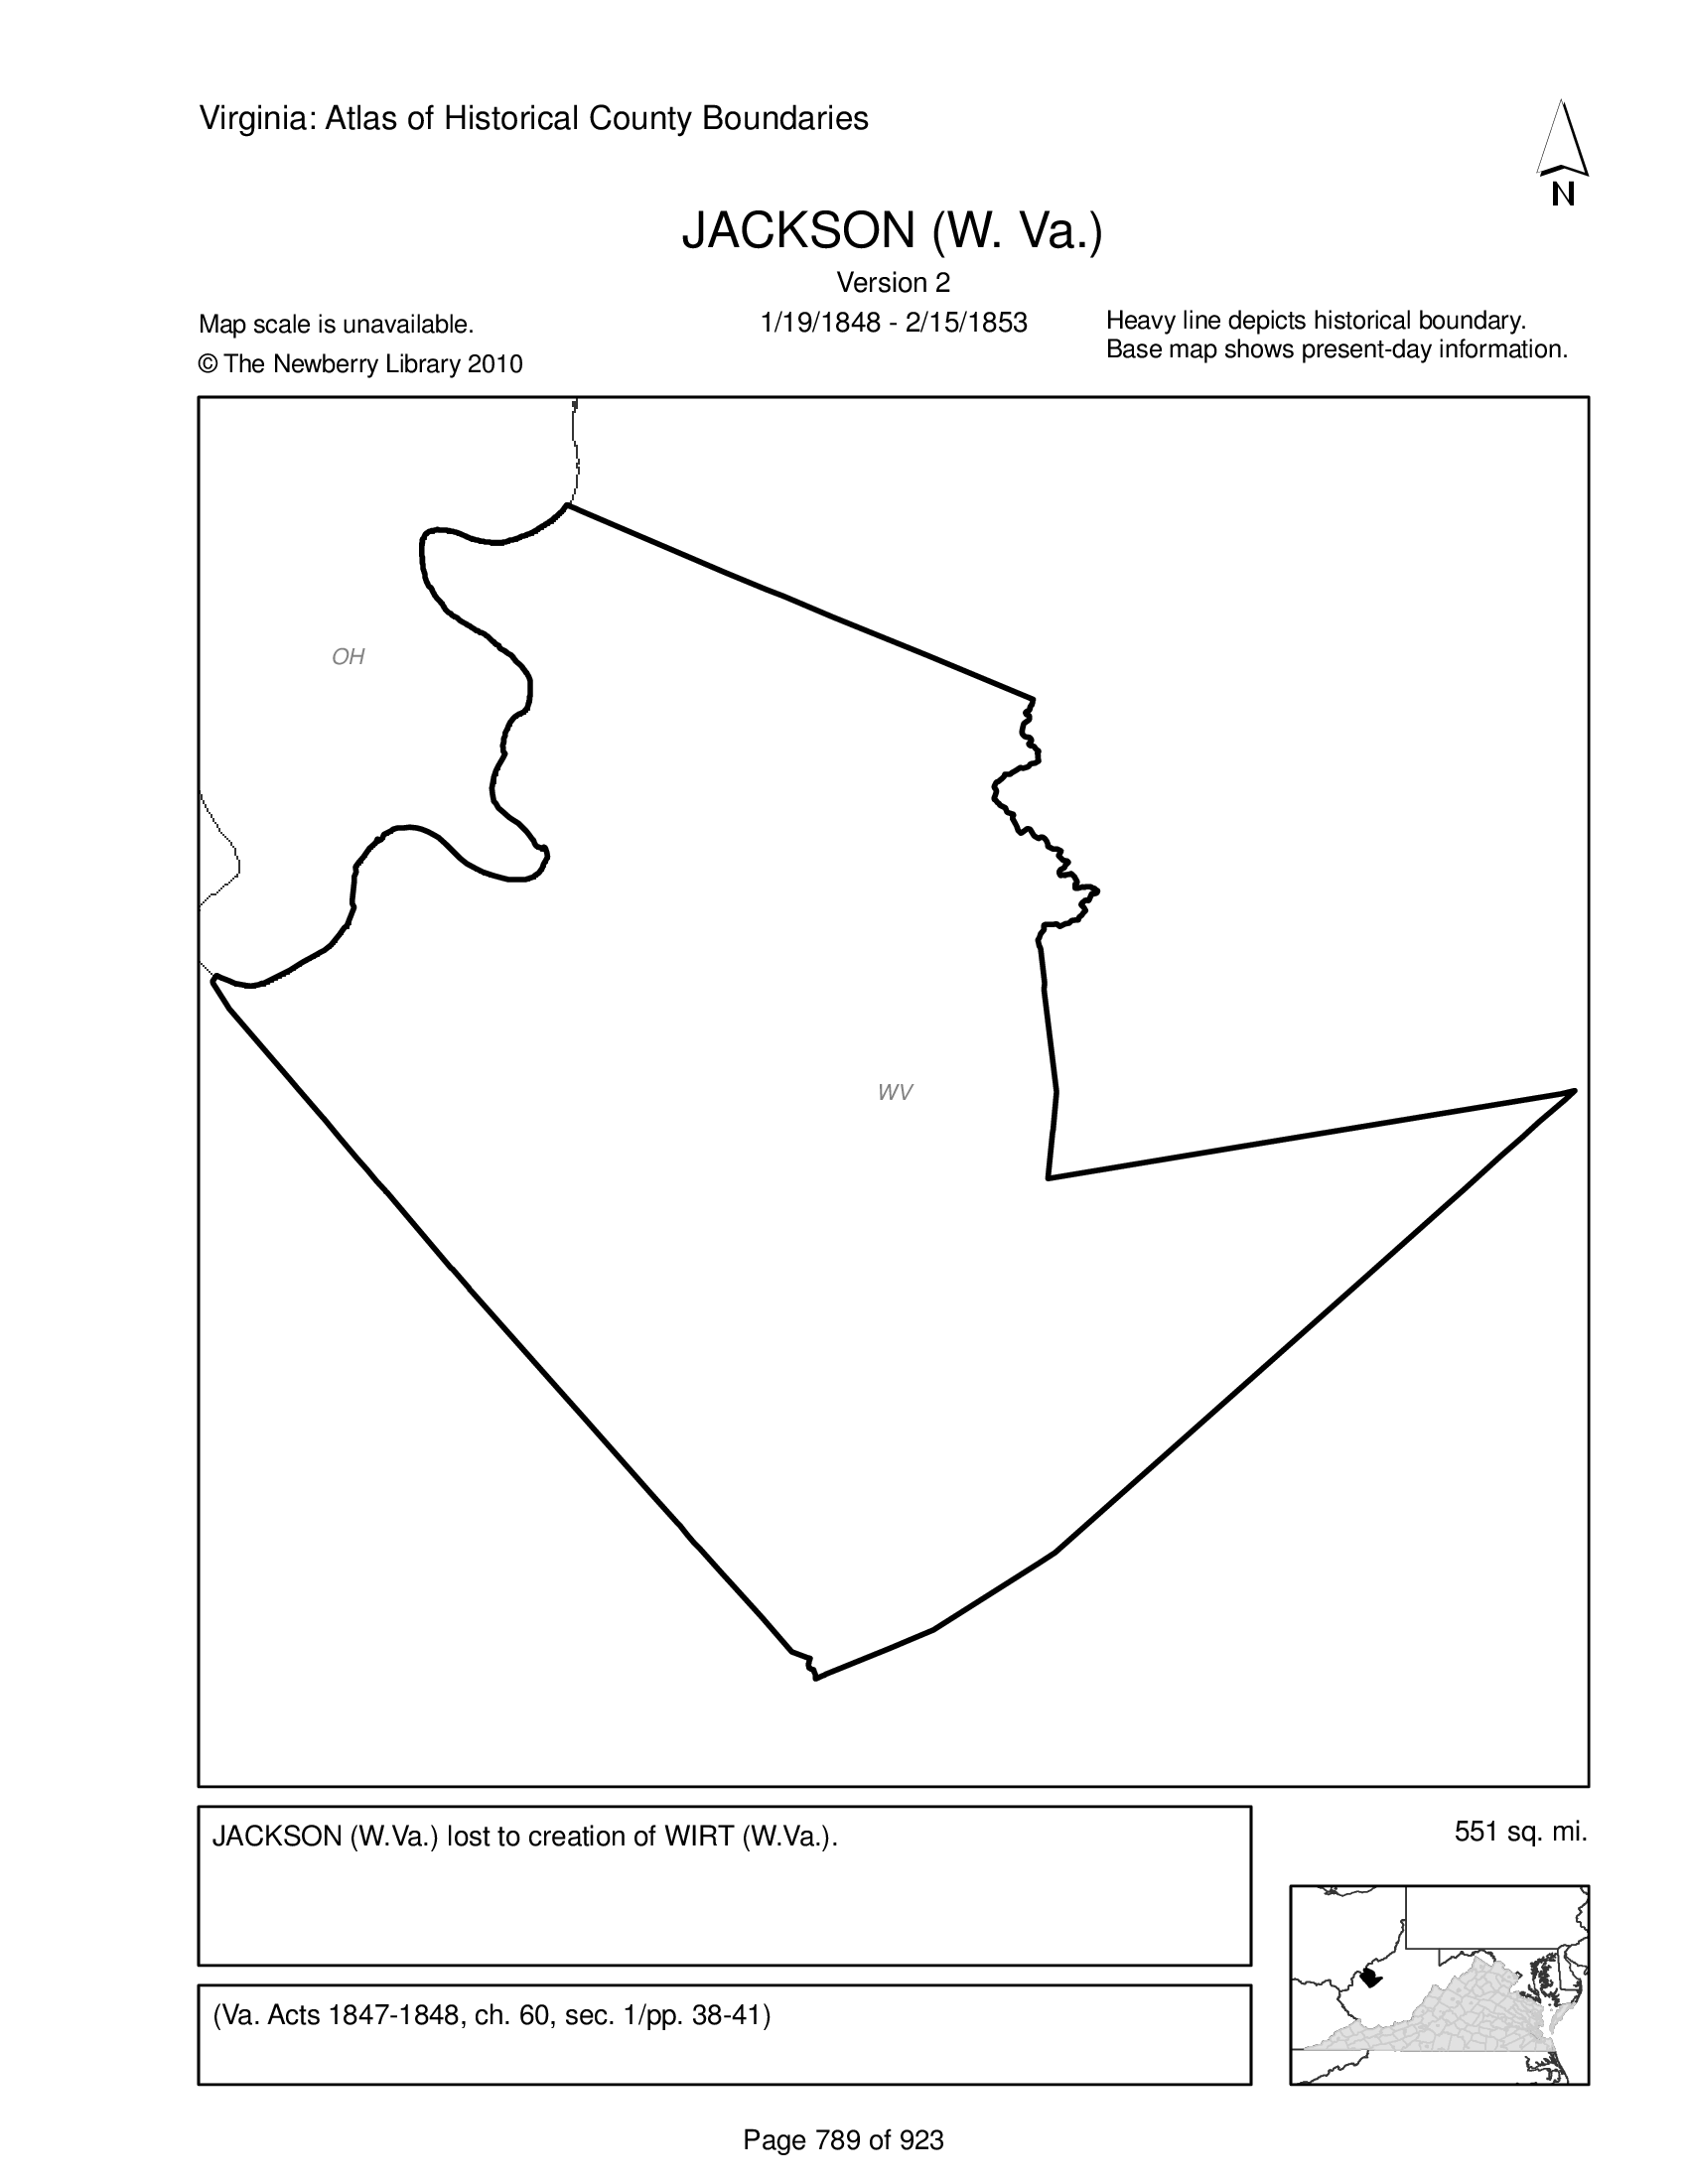 Virginia: Atlas of Historical County Boundaries
N
JACKSON (W. Va.)
Version 2
1/19/1848 - 2/15/1853
Map scale is unavailable.
© The Newberry Library 2010
Heavy line depicts historical boundary.
Base map shows present-day information.
OH
WV
JACKSON (W.Va.) lost to creation of WIRT (W.Va.).
551 sq. mi.
(Va. Acts 1847-1848, ch. 60, sec. 1/pp. 38-41)
Page 789 of 923